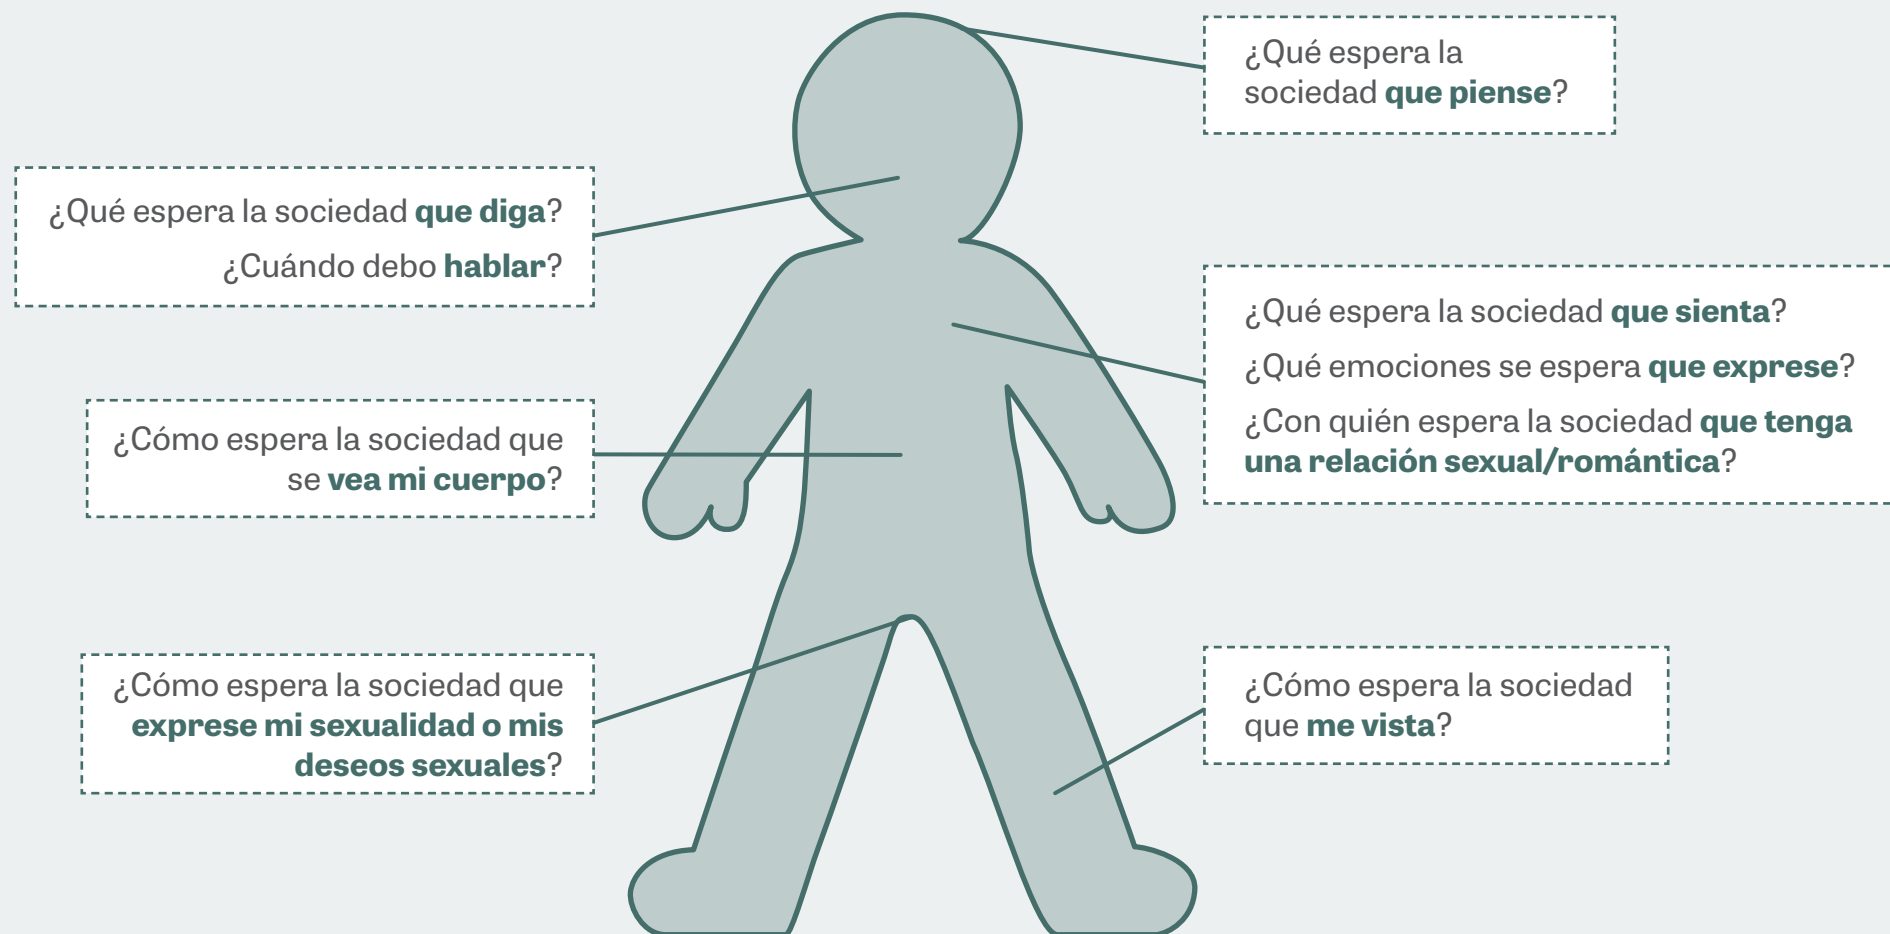 ¿Qué espera la
sociedad que piense?
¿Qué espera la sociedad que diga?
¿Cuándo debo hablar?
¿Qué espera la sociedad que sienta?
¿Qué emociones se espera que exprese?
¿Con quién espera la sociedad que tenga
una relación sexual/romántica?
¿Cómo espera la sociedad que
se vea mi cuerpo?
¿Cómo espera la sociedad que
exprese mi sexualidad o mis
deseos sexuales?
¿Cómo espera la sociedad
que me vista?